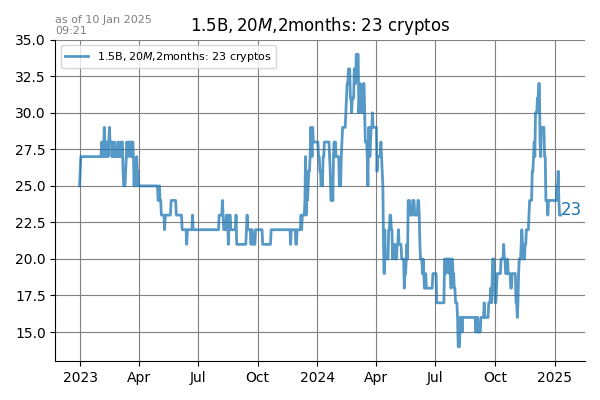 as of 10 Jan 2025
09:21
1.5B, 20M,2months: 23 cryptos
35.0
1.5B, 20M,2months: 23 cryptos
32.5
30.0
27.5
25.0
23
22.5
20.0
17.5
15.0
2023 Apr Jul Oct 2024 Apr Jul Oct 2025